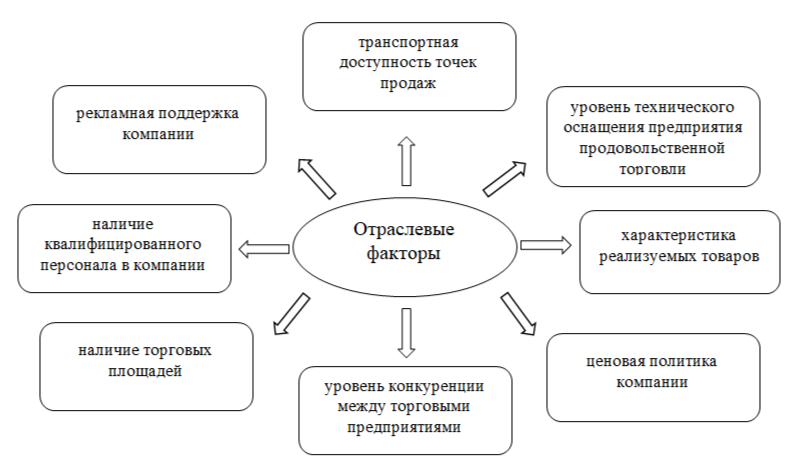 транспортная
доступность точек
продаж
рекламная поддержка
компании
уровень технического
оснащения предприятия
продовольственной
торговли
наличие
квалифицированного
персонала в компании
Отраслевые
факторы
характеристика
реализуемых товаров
наличие торговых
площадей
уровень конкуренции
между торговыми
предприятиями
ценовая политика
компании